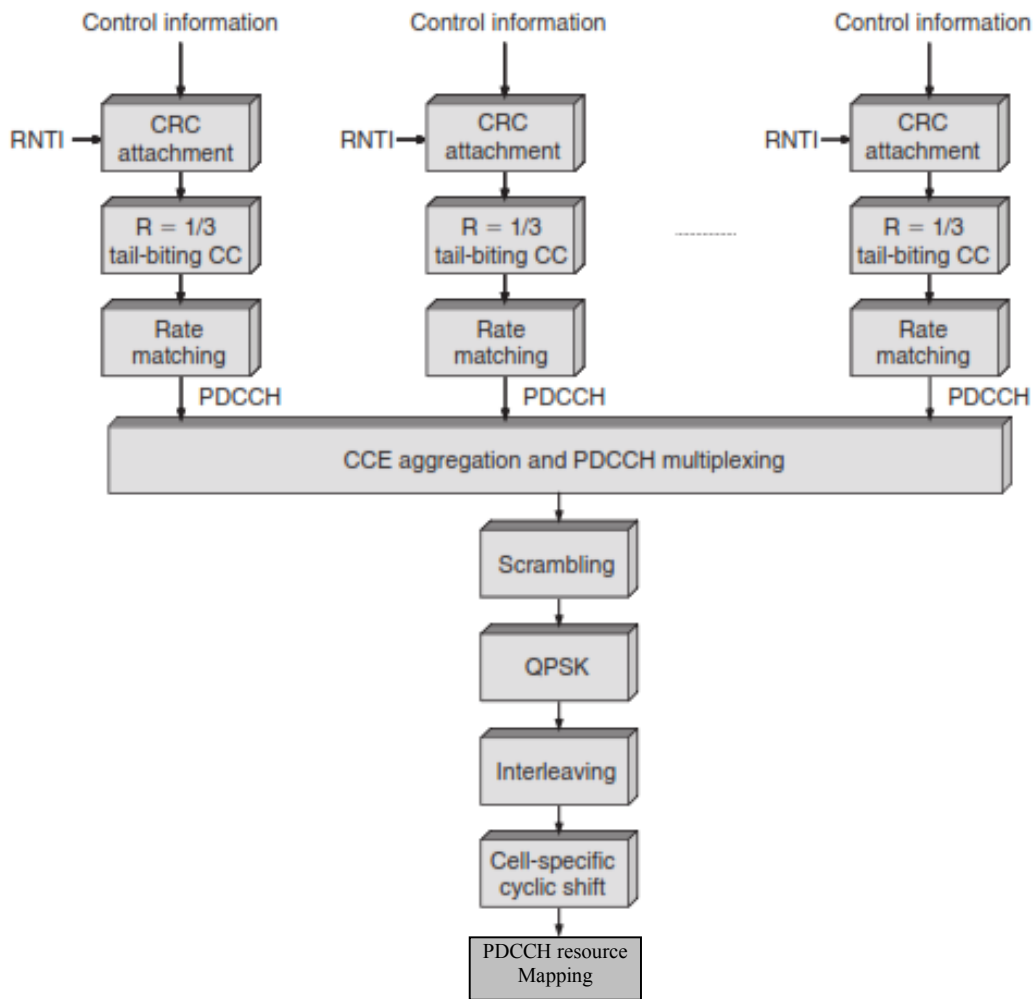 Control information
Control information
Control information
RNTI
CRC
attachment
RNTI
CRC
attachment
RNTI
CRC
attachment
R = 1/3
tail-biting CC
R = 1/3
tail-biting CC
R = 1/3
tail-biting CC
Rate
matching
Rate
matching
Rate
matching
PDCCH
PDCCH
PDCCH
CCE aggregation and PDCCH multiplexing
Scrambling
QPSK
Interleaving
Cell-specific
cyclic shift
PDCCH resource
Mapping